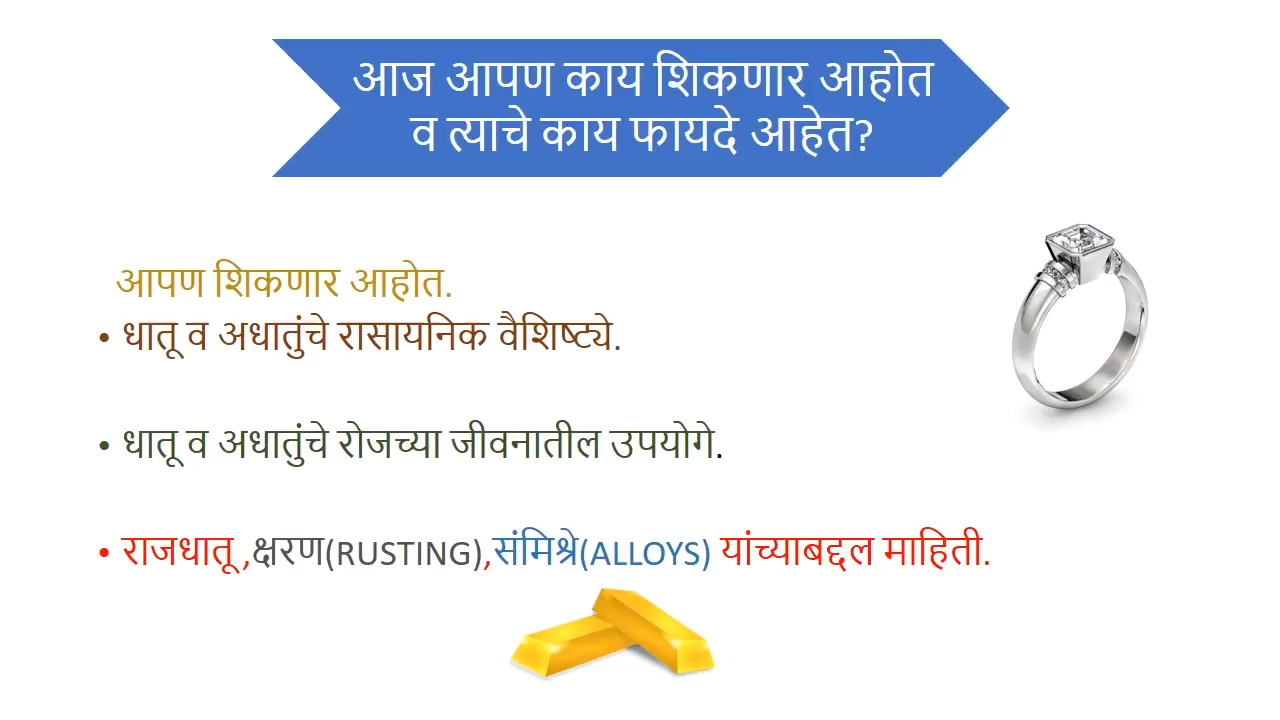 आज आपण काय शिकणार आहोत
व त्याचे काय फायदे आहेत?
आपण शिकणार आहोत.
• धातू व अधातुंचे रासायनिक वैशिष्ट्ये.
• धातू व अधातुंचे रोजच्या जीवनातील उपयोगे.
• राजधातू ,क्षरण(RUSTING),संमिश्रे(ALLOYS) यांच्याबद्दल माहिती.